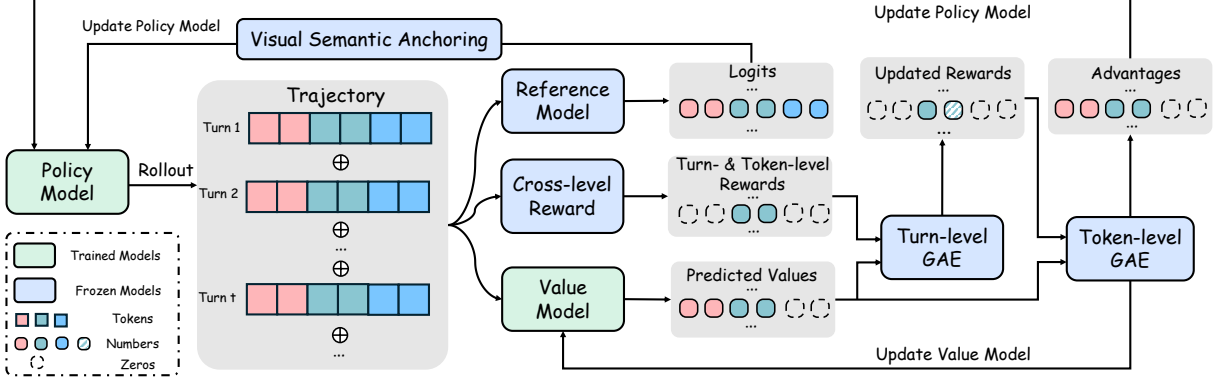 Update Policy Model
Update Policy Model
Visual Semantic Anchoring
Trajectory
Turn 1
Turn 2
...
Turn t
...
Policy
Model
Rollout
Reference
Model
Cross-level
Reward
Value
Model
Logits
...
...
Turn- & Token-level
Rewards
...
...
Predicted Values
...
...
Updated Rewards
...
...
Advantages
...
...
Turn-level
GAE
Token-level
GAE
Update Value Model
Trained Models
Frozen Models
Tokens
Numbers
Zeros